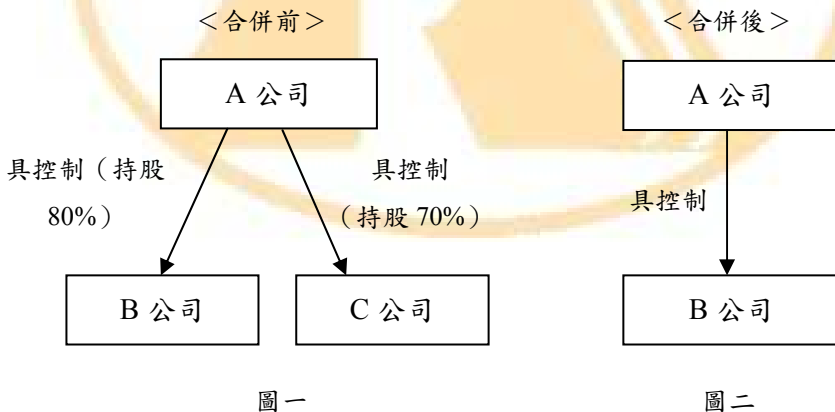 ＜合併前＞
＜合併後＞
A 公司
A 公司
具控制（持股
80%）
具控制
（持股 70%）
具控制
B 公司
C 公司
B 公司
圖一
圖二